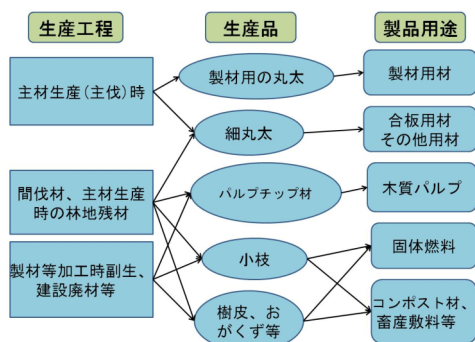 生産工程
生産品
製品用途
主材生産(主伐)時
製材用の丸太
製材用材
細丸太
合板用材
その他用材
間伐材、主材生産
時の林地残材
パルプチップ材
木質パルプ
製材等加工時副生、
建設廃材等
小枝
固体燃料
樹皮、お
がくず等
コンポスト材、
畜産敷料等